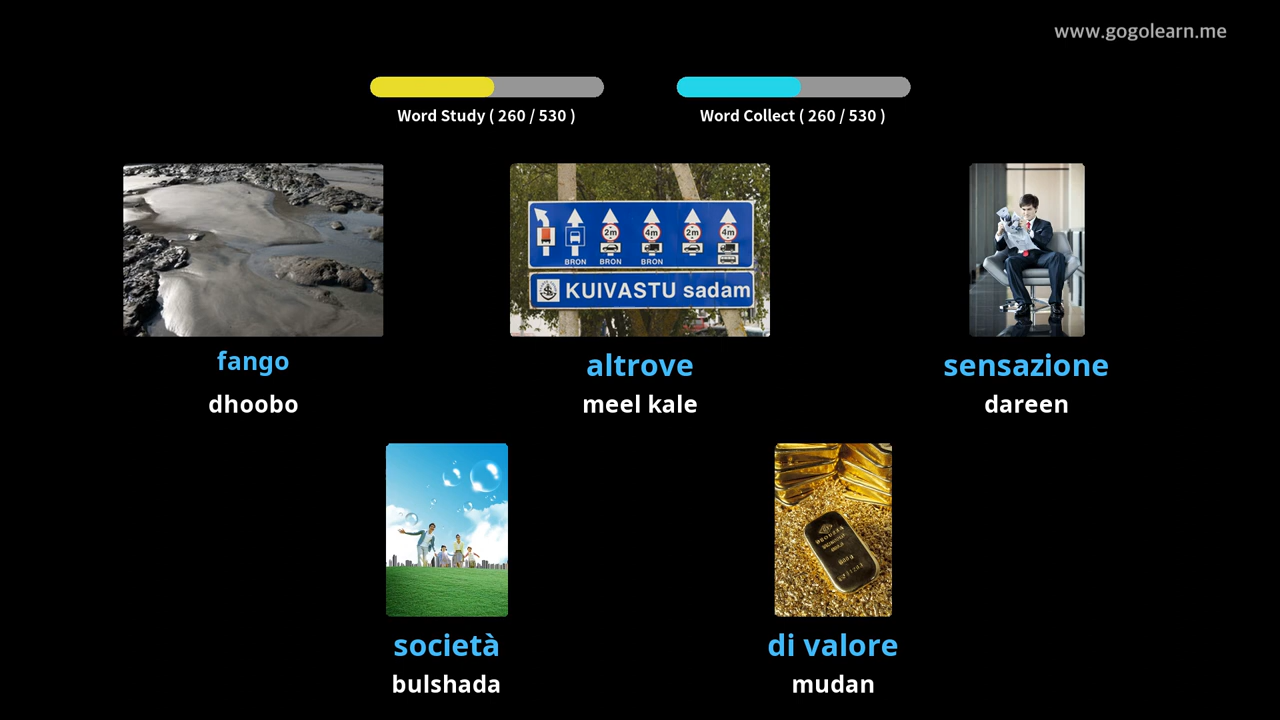 www.gogolearn.me
Word Study ( 260 / 530 )
Word Collect ( 260 / 530 )
2m 4m 2m 4m
BRON BRON BRON
KUIVASTU sadam
fango
altrove
sensazione
dhoobo
meel kale
dareen
società
di valore
bulshada
mudan